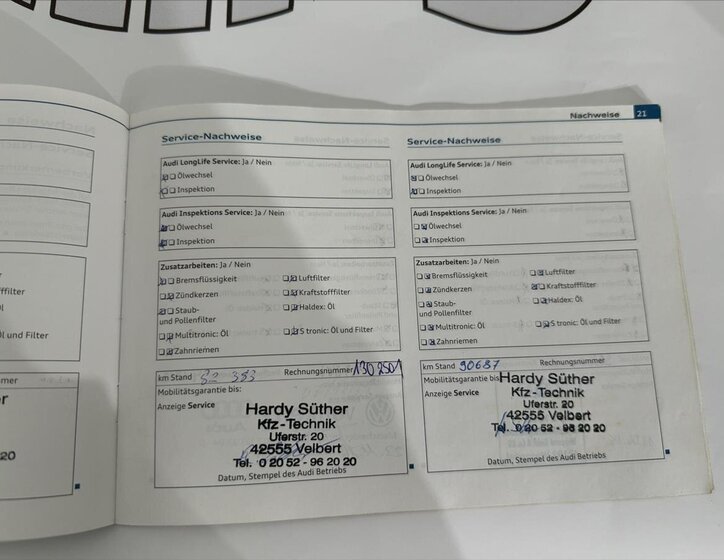 Nachweise 21
Service-Nachweise
Audi LongLife Service: Ja / Nein
Ölwechsel
Inspektion
Audi Inspektions Service: Ja / Nein
Ölwechsel
Inspektion
Zusatzarbeiten: Ja / Nein
Bremsflüssigkeit Luftfilter
Zündkerzen Kraftstofffilter
Staub- Haldex: Öl
und Pollenfilter
Multitronic: Öl S tronic: Öl und Filter
Zahnriemen
km Stand Rechnungsnummer
Mobilitätsgarantie bis:
Anzeige Service
Hardy Süther
Kfz-Technik
Uferstr. 20
42555 Velbert
Tel. 0 20 52 - 96 20 20
Datum, Stempel des Audi Betriebs
Service-Nachweise
Audi LongLife Service: Ja / Nein
Ölwechsel
Inspektion
Audi Inspektions Service: Ja / Nein
Ölwechsel
Inspektion
Zusatzarbeiten: Ja / Nein
Bremsflüssigkeit Luftfilter
Zündkerzen Kraftstofffilter
Staub- Haldex: Öl
und Pollenfilter
Multitronic: Öl S tronic: Öl und Filter
Zahnriemen
km Stand 90687 Rechnungsnummer
Mobilitätsgarantie bis
Anzeige Service
Hardy Süther
Kfz-Technik
Uferstr. 20
42555 Velbert
Tel. 0 20 52 - 96 20 20
Datum, Stempel des Audi Betriebs